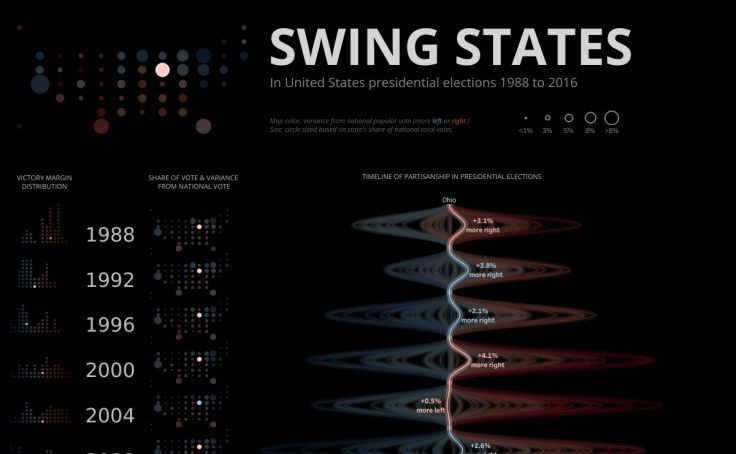 SWING STATES
In United States presidential elections 1988 to 2016
Map color: variance from national popular vote (more left or right )
Size: circle sized based on state's share of national total votes
<1% 3% 5% 8% >8%
VICTORY MARGIN
DISTRIBUTION
SHARE OF VOTE & VARIANCE
FROM NATIONAL VOTE
TIMELINE OF PARTISANSHIP IN PRESIDENTIAL ELECTIONS
Ohio
1988
+3.1%
more right
1992
+3.8%
more right
1996
+2.1%
more right
2000
+4.1%
more right
2004
+0.5%
more left
+2.6%